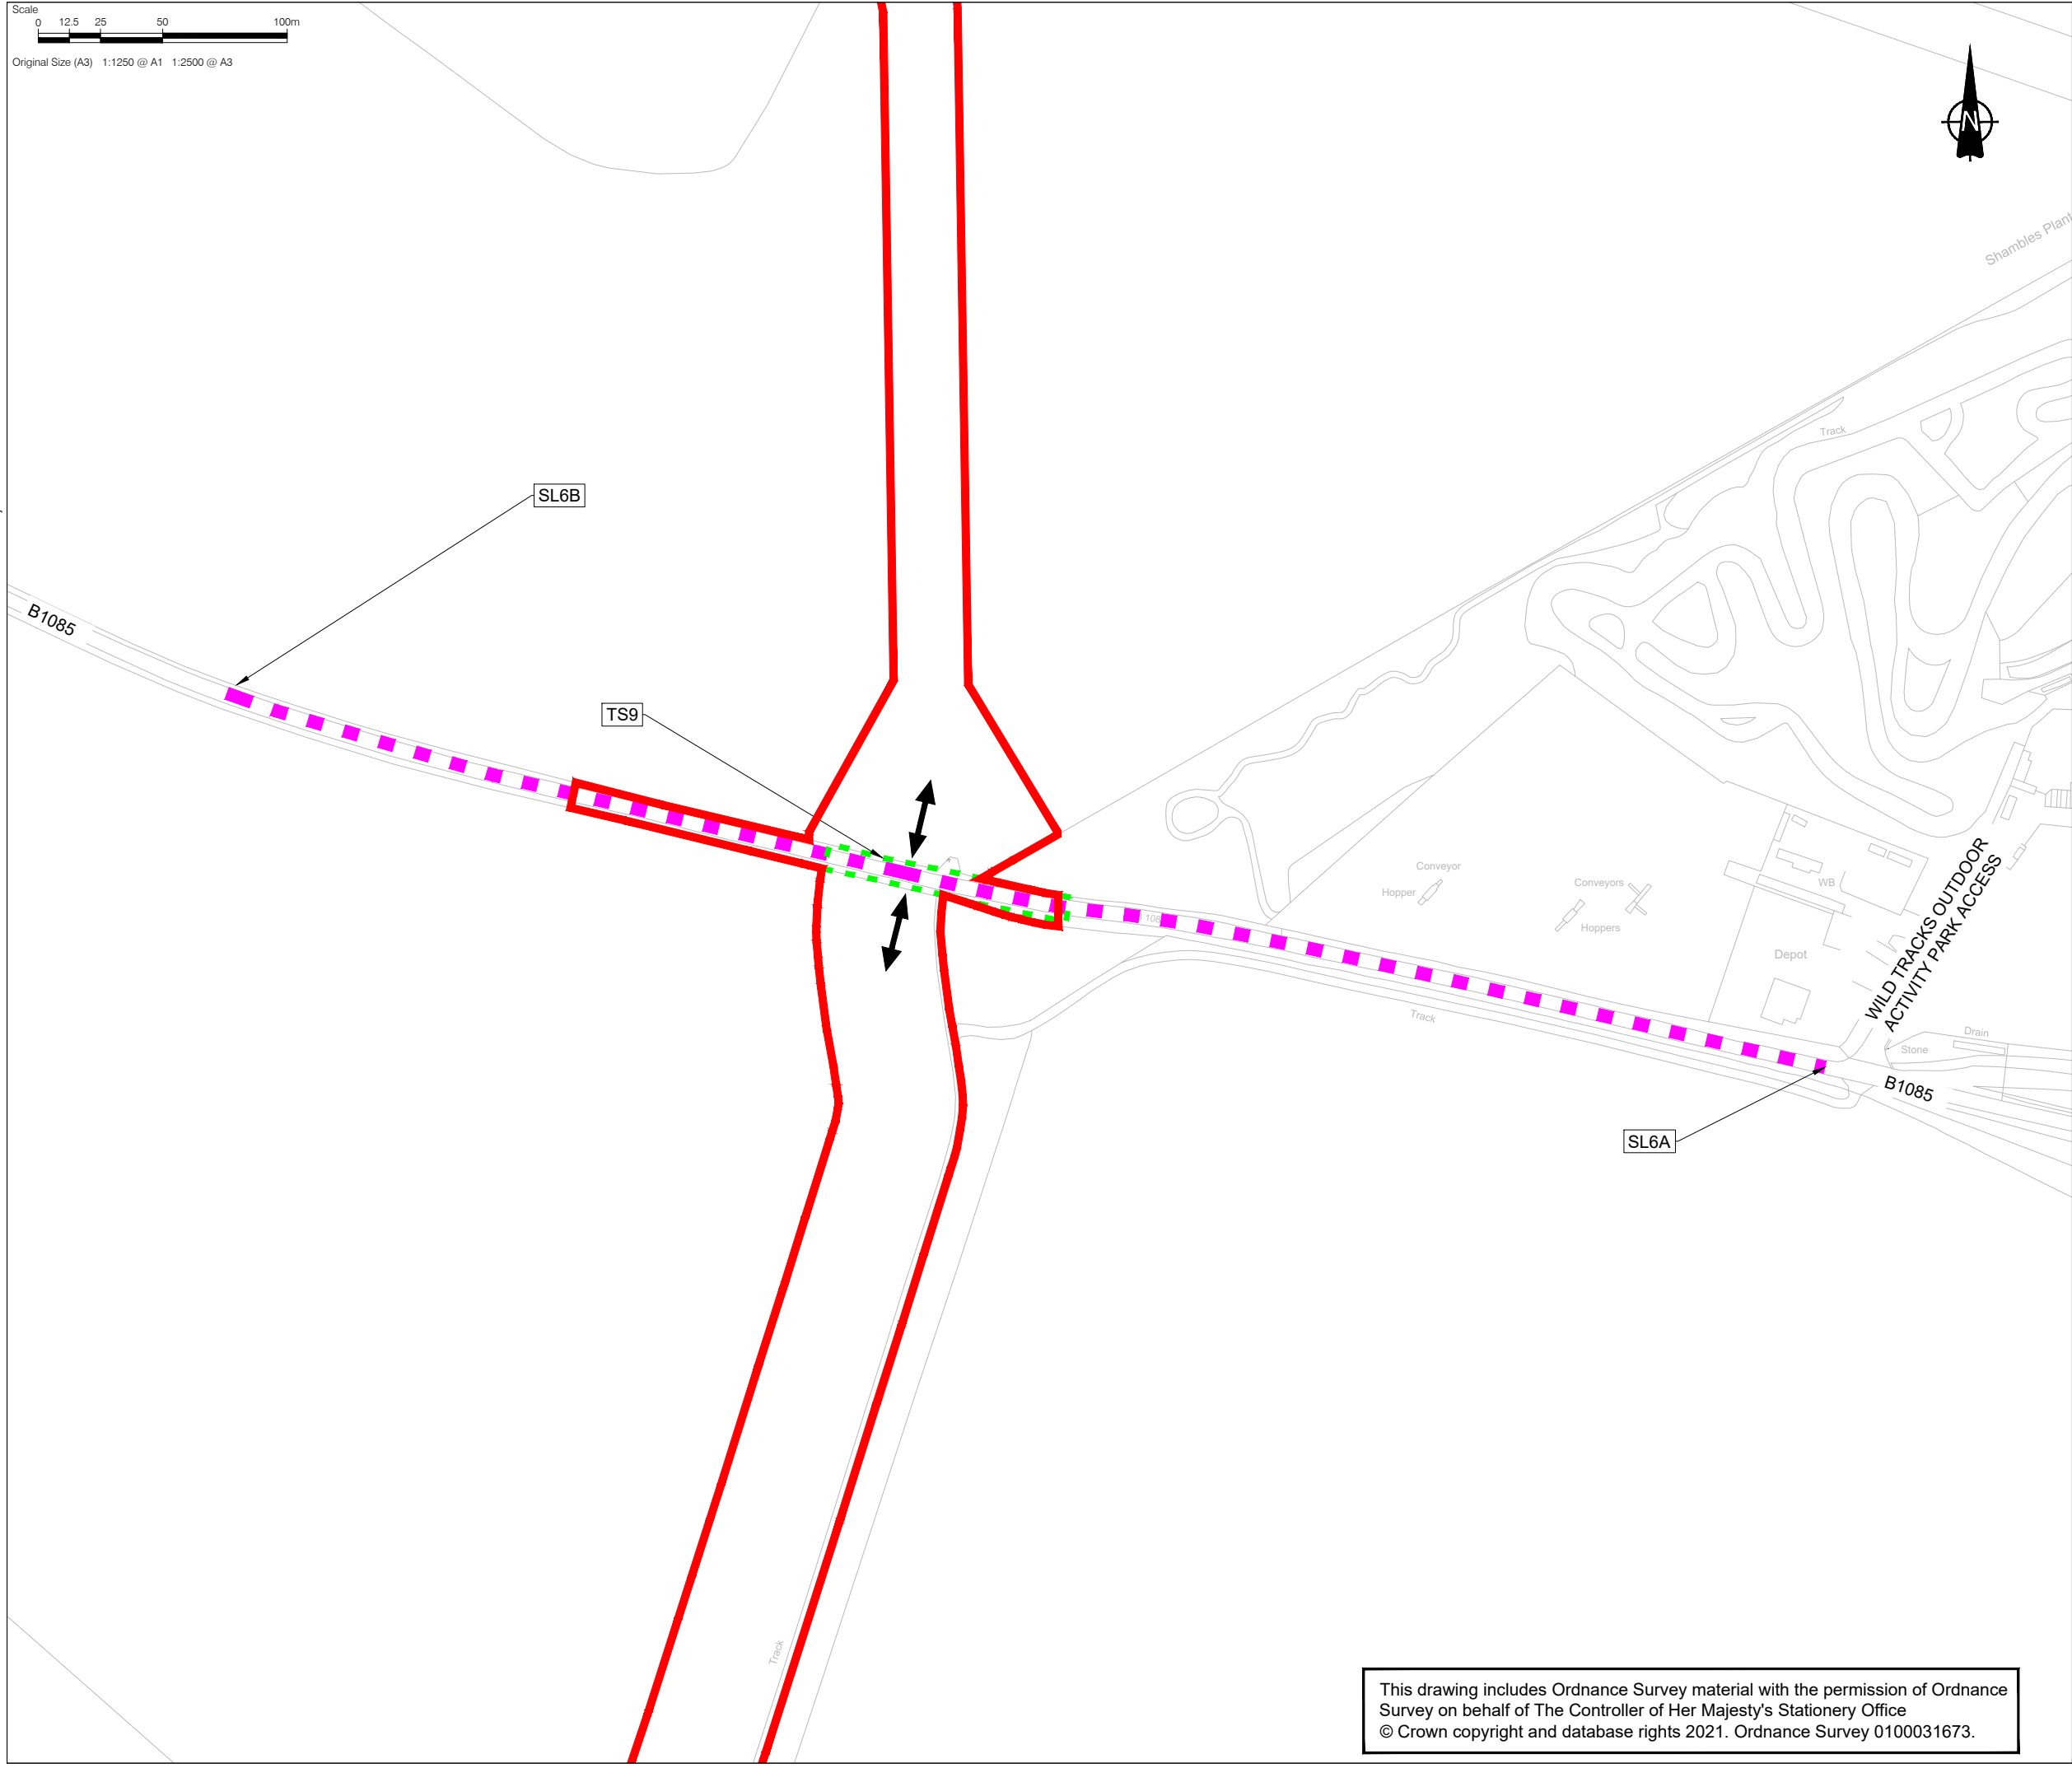 Scale
0 12.5 25 50 100m
Original Size (A3) 1:1250 @ A1 1:2500 @ A3
N
Shambles
Track
SL6B
B1085
TS9
Conveyor
Hopper
Conveyors
Hoppers
WB
Depot
WILD TRACKS OUTDOOR
ACTIVITY PARK ACCESS
Track
Drain
Stone
B1085
SL6A
Track
This drawing includes Ordnance Survey material with the permission of Ordnance
Survey on behalf of The Controller of Her Majesty's Stationery Office
© Crown copyright and database rights 2021. Ordnance Survey 0100031673.